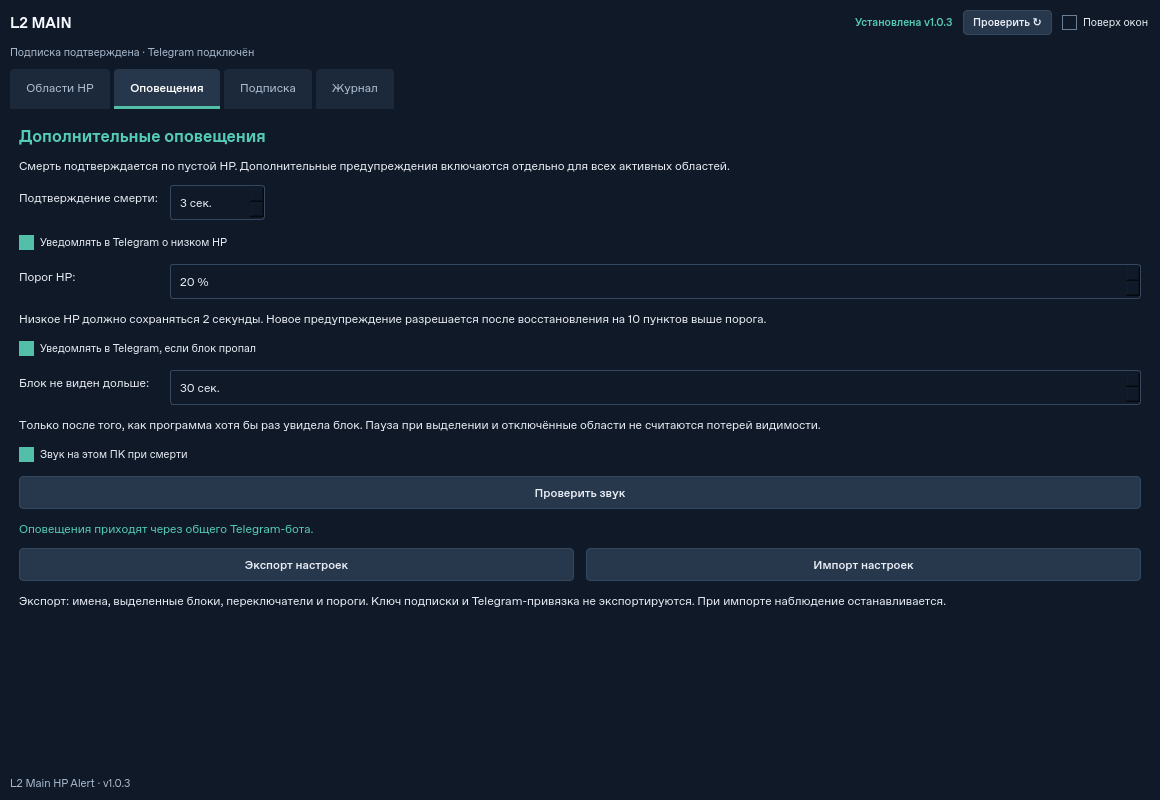 L2 MAIN
Установлена v1.0.3
Проверить ↻
Поверх окон
Подписка подтверждена · Telegram подключён
Области HP
Оповещения
Подписка
Журнал
Дополнительные оповещения
Смерть подтверждается по пустой HP. Дополнительные предупреждения включаются отдельно для всех активных областей.
Подтверждение смерти:
3 сек.
Уведомлять в Telegram о низком HP
Порог HP:
20 %
Низкое HP должно сохраняться 2 секунды. Новое предупреждение разрешается после восстановления на 10 пунктов выше порога.
Уведомлять в Telegram, если блок пропал
Блок не виден дольше:
30 сек.
Только после того, как программа хотя бы раз увидела блок. Пауза при выделении и отключённые области не считаются потерей видимости.
Звук на этом ПК при смерти
Проверить звук
Оповещения приходят через общего Telegram-бота.
Экспорт настроек
Импорт настроек
Экспорт: имена, выделенные блоки, переключатели и пороги. Ключ подписки и Telegram-привязка не экспортируются. При импорте наблюдение останавливается.
L2 Main HP Alert · v1.0.3